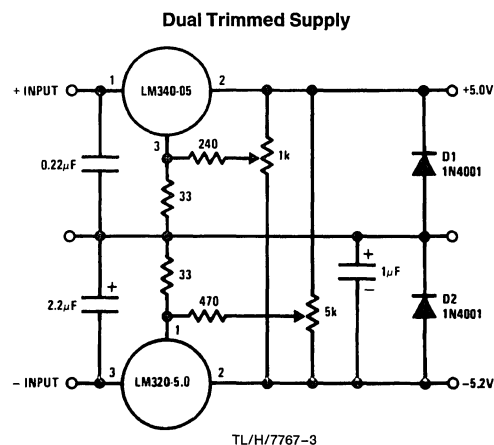 Dual Trimmed Supply
+ INPUT
1
LM340-05
2
+5.0V
3
240
1k
0.22μF
33
D1
1N4001
33
+
1μF
−
+
2.2μF
470
5k
D2
1N4001
1
− INPUT
3
LM320-5.0
2
−5.2V
TL/H/7767–3